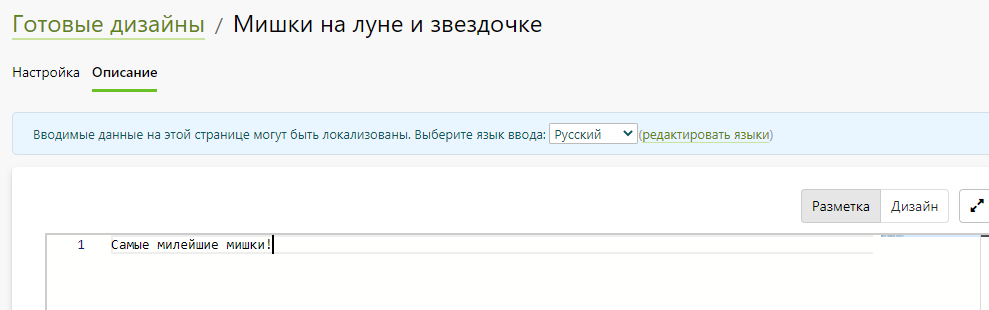 Готовые дизайны / Мишки на луне и звездочке
Настройка Описание
Вводимые данные на этой странице могут быть локализованы. Выберите язык ввода: Русский (редактировать языки)
Разметка Дизайн
1 Самые милейшие мишки!